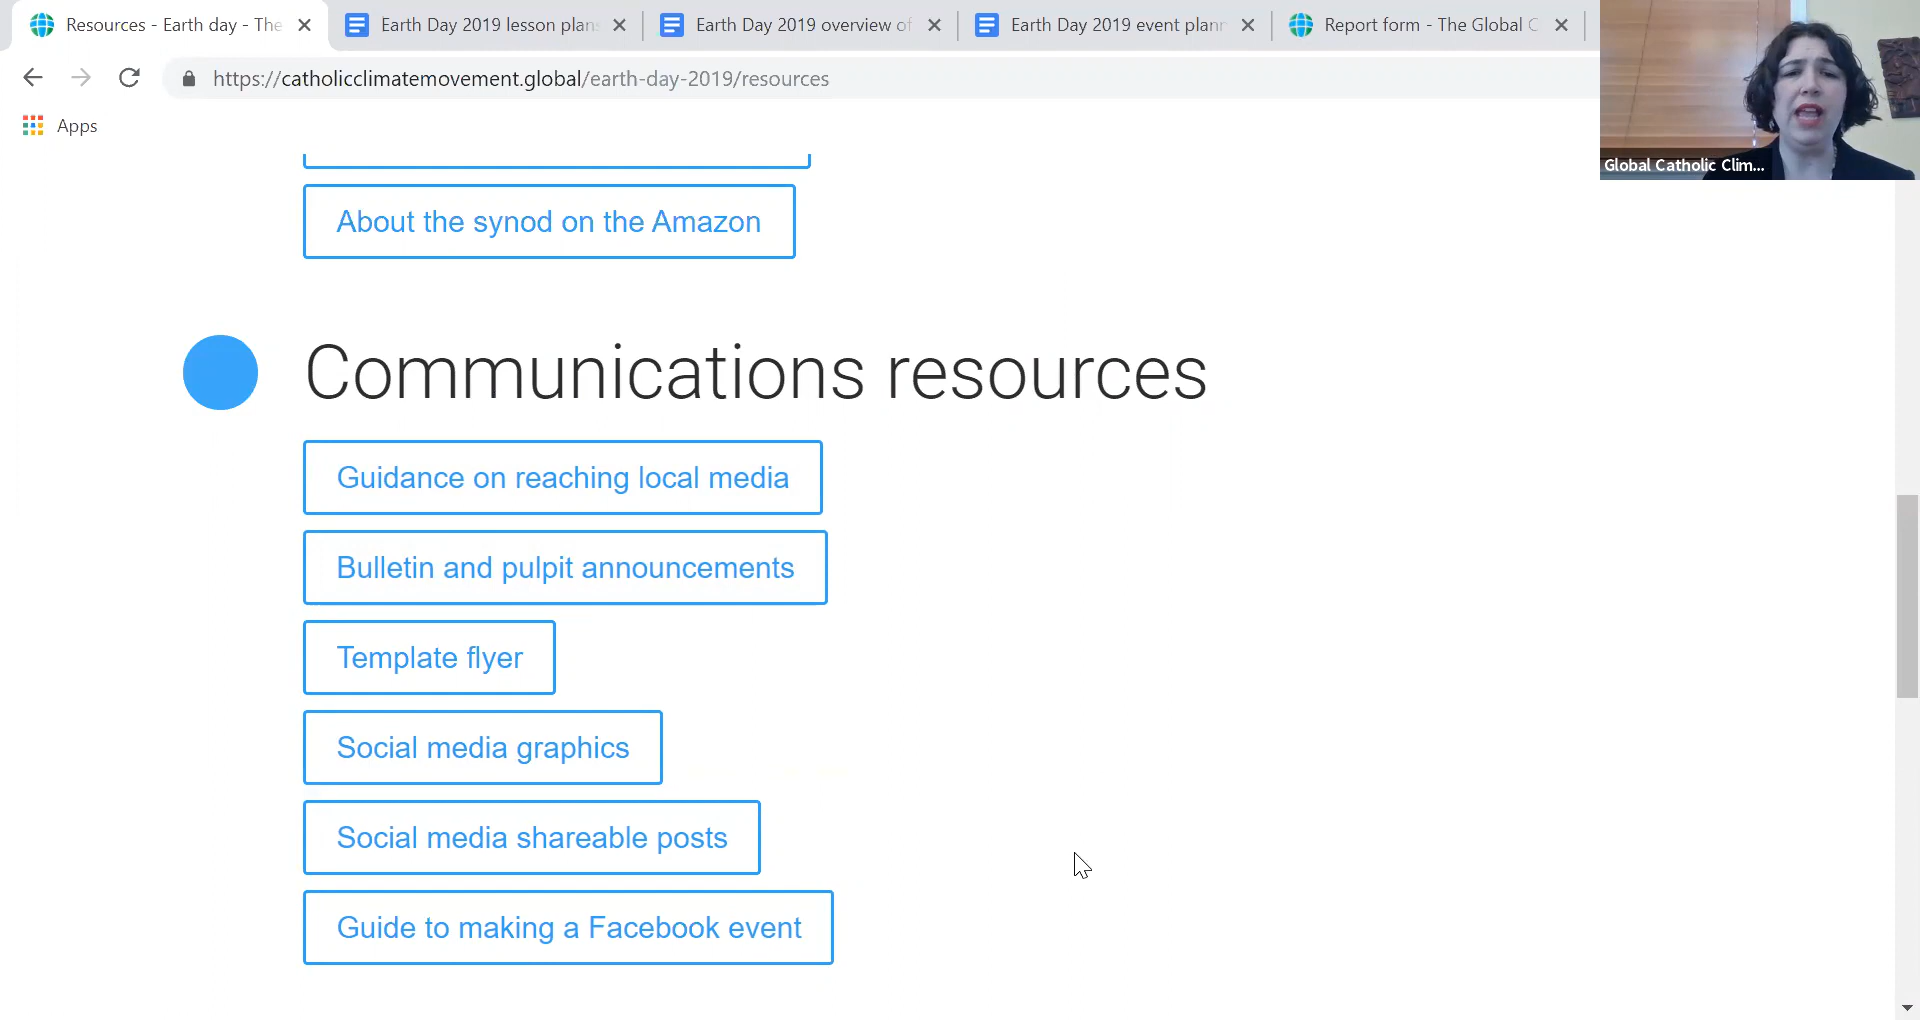 Resources - Earth day - The
Earth Day 2019 lesson plans
Earth Day 2019 overview of
Earth Day 2019 event plann
Report form - The Global C
https://catholicclimatemovement.global/earth-day-2019/resources
Apps
Global Catholic Clim...
About the synod on the Amazon
Communications resources
Guidance on reaching local media
Bulletin and pulpit announcements
Template flyer
Social media graphics
Social media shareable posts
Guide to making a Facebook event